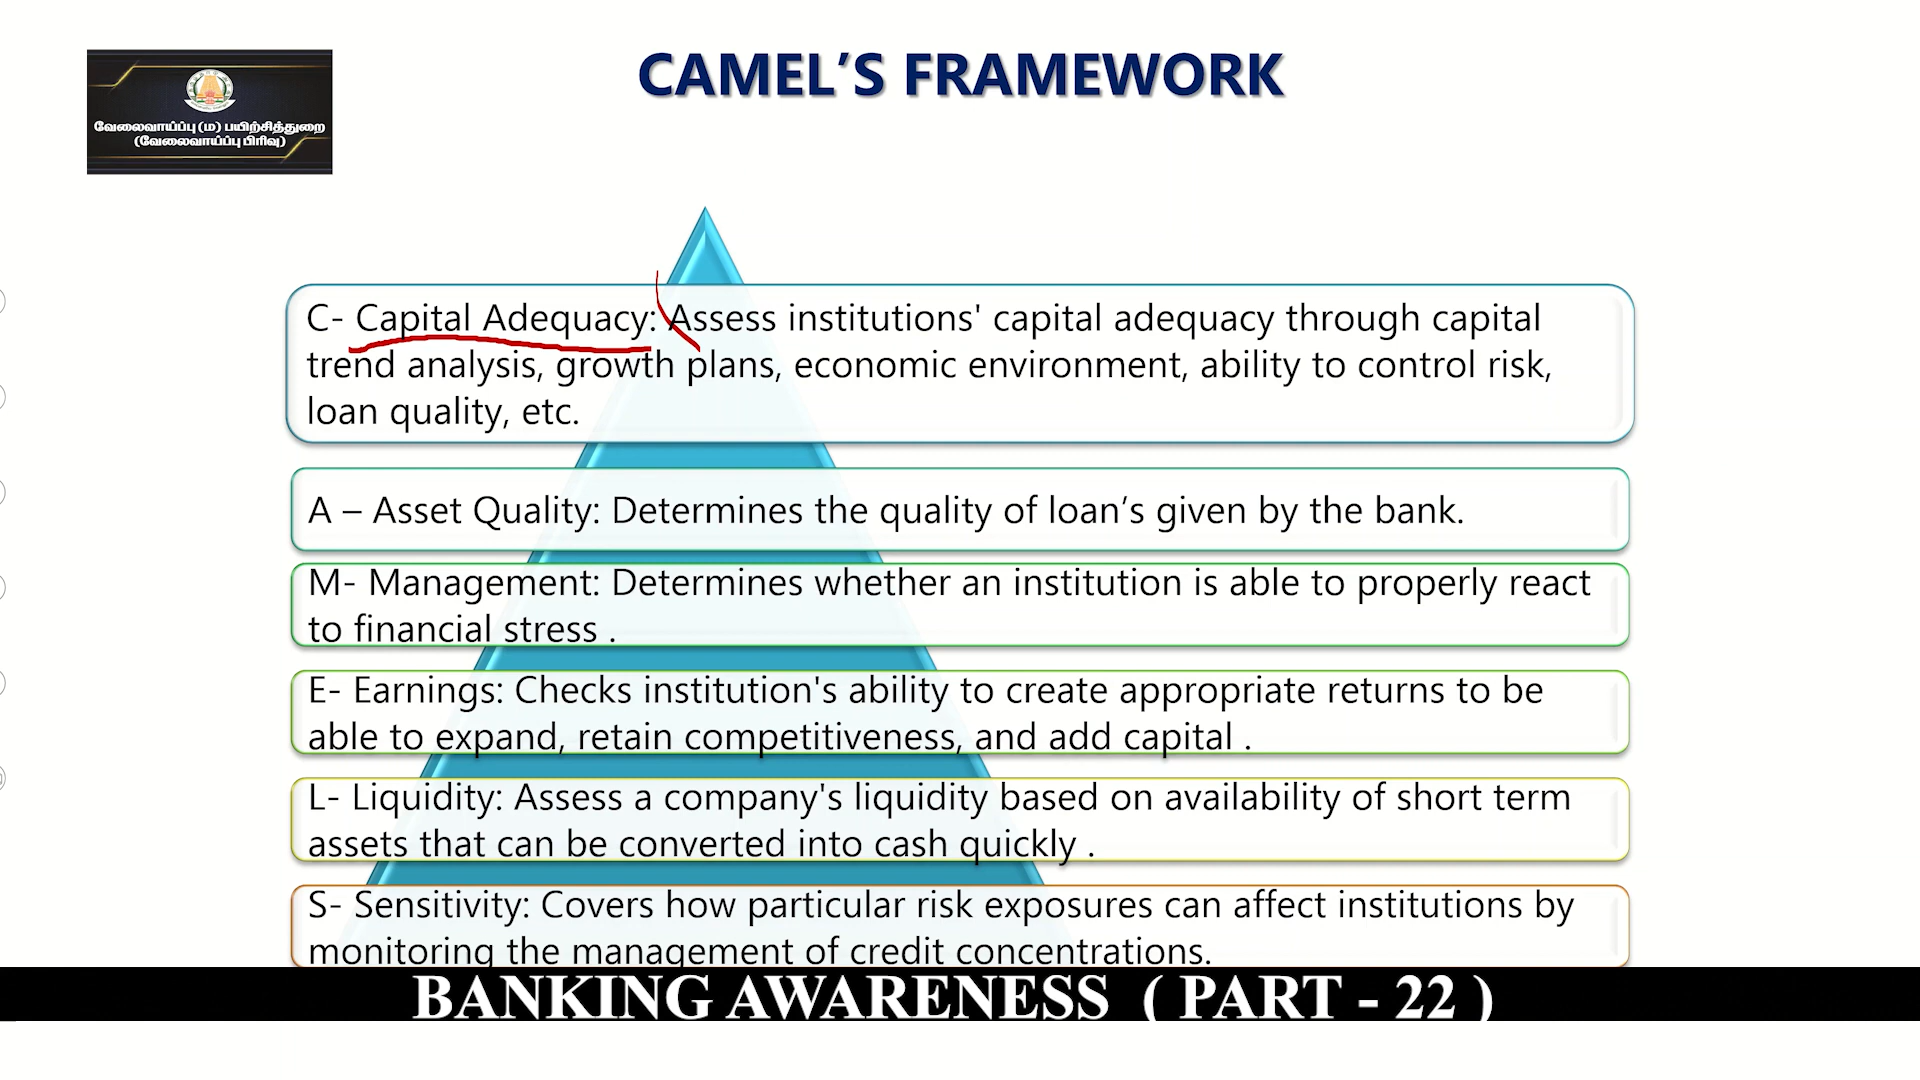 CAMEL’S FRAMEWORK
வேலைவாய்ப்பு (ம) பயிற்சித்துறை
(வேலைவாய்ப்பு பிரிவு)
C- Capital Adequacy: Assess institutions' capital adequacy through capital
trend analysis, growth plans, economic environment, ability to control risk,
loan quality, etc.
A – Asset Quality: Determines the quality of loan’s given by the bank.
M- Management: Determines whether an institution is able to properly react
to financial stress .
E- Earnings: Checks institution's ability to create appropriate returns to be
able to expand, retain competitiveness, and add capital .
L- Liquidity: Assess a company's liquidity based on availability of short term
assets that can be converted into cash quickly .
S- Sensitivity: Covers how particular risk exposures can affect institutions by
monitoring the management of credit concentrations.
BANKING AWARENESS ( PART - 22 )